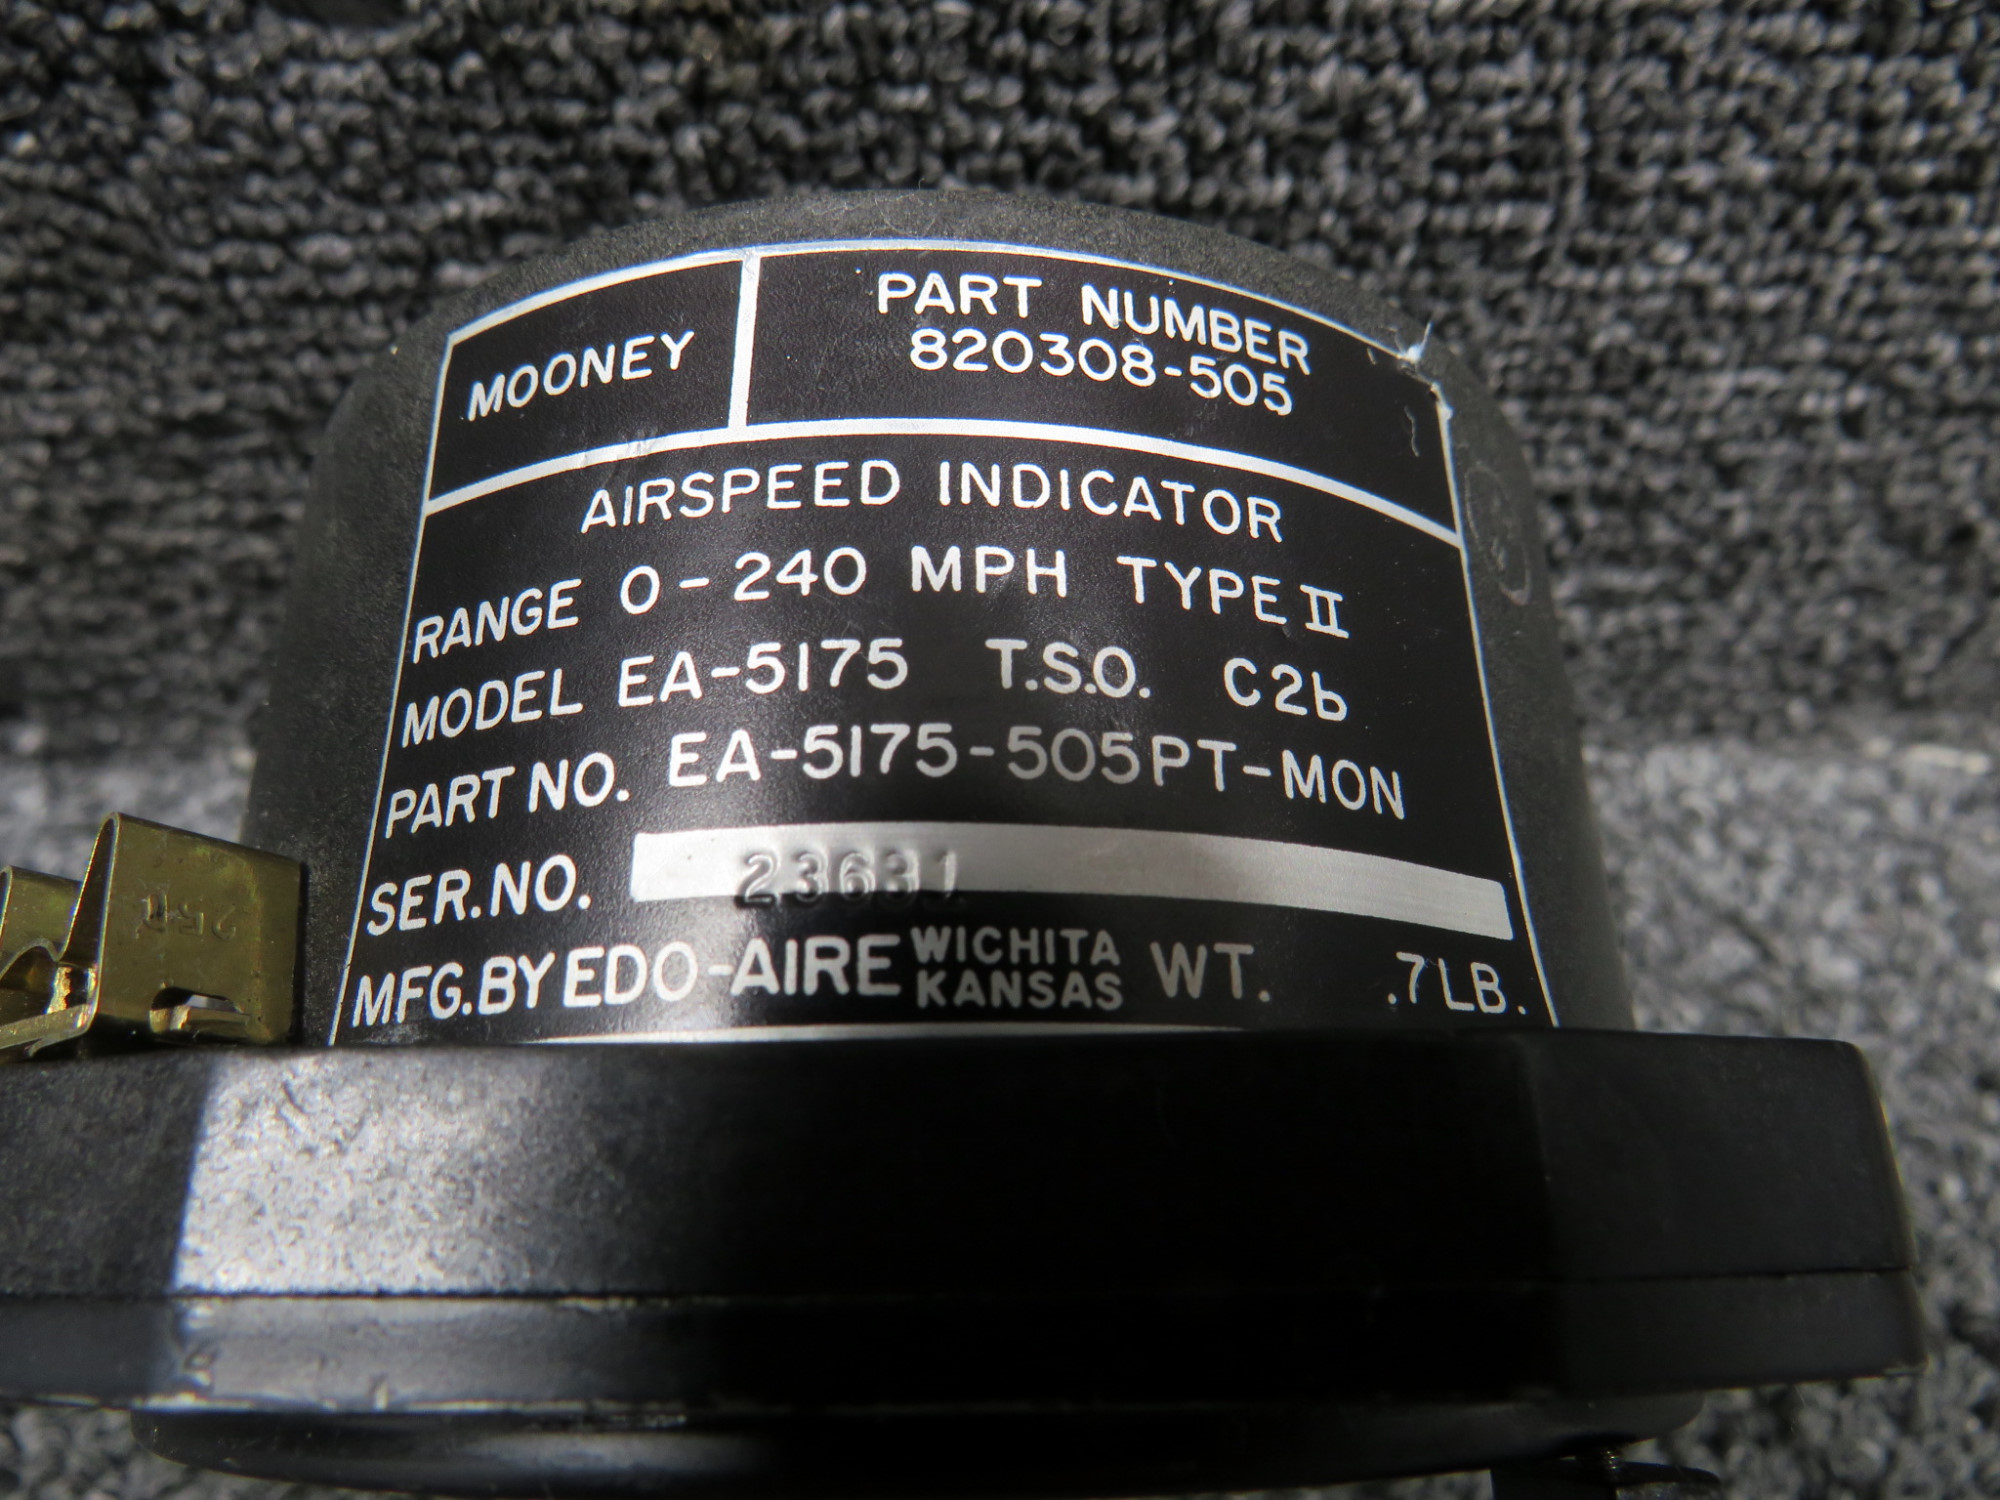 MOONEY
PART NUMBER
820308-505
AIRSPEED INDICATOR
RANGE 0-240 MPH TYPE II
MODEL EA-5175 T.S.O. C2b
PART NO. EA-5175-505PT-MON
SER.NO. 23631
MFG.BY EDO-AIRE WICHITA KANSAS WT. .7LB.